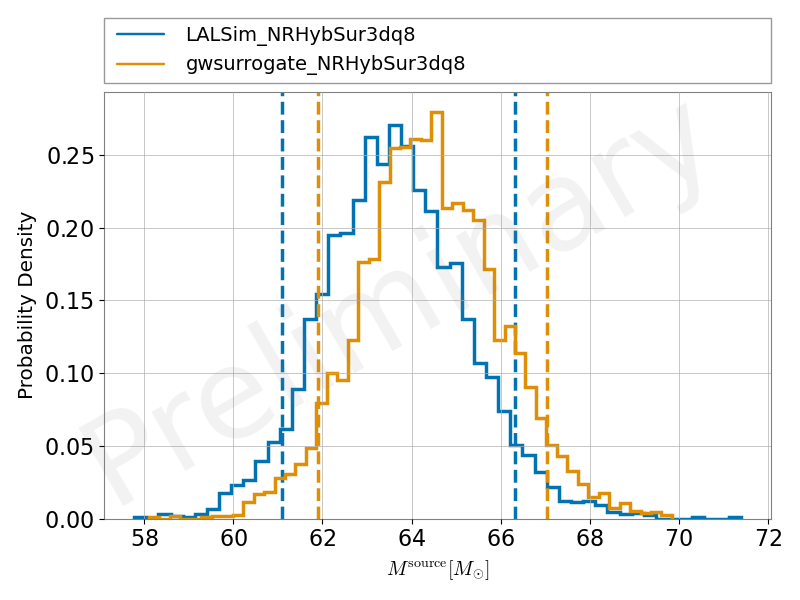 LALSim_NRHybSur3dq8
gwsurrogate_NRHybSur3dq8
Preliminary
Probability Density
0.25
0.20
0.15
0.10
0.05
0.00
58 60 62 64 66 68 70 72
M^source [M_⊙]